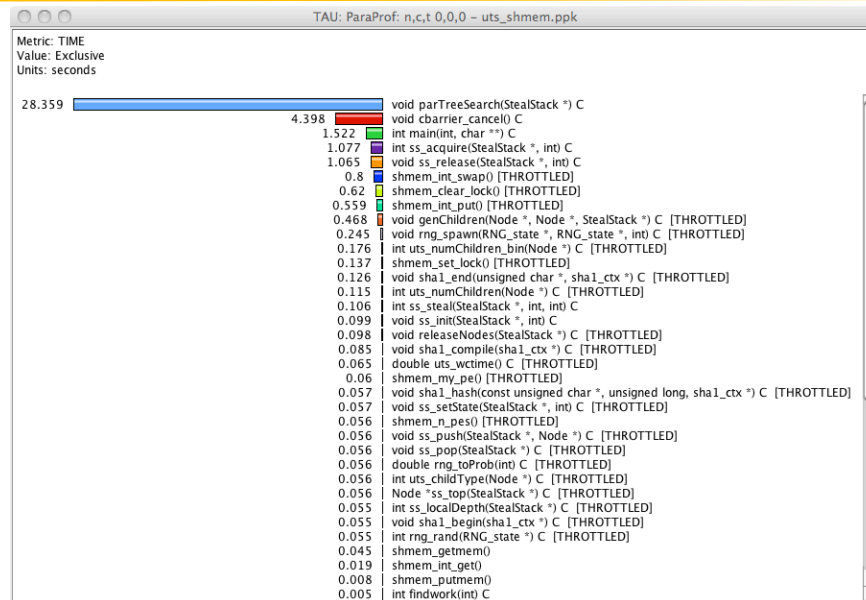 TAU: ParaProf: n,c,t 0,0,0 – uts_shmem.ppk
Metric: TIME
Value: Exclusive
Units: seconds
28.359 void parTreeSearch(StealStack *) C
4.398 void cbarrier_cancel() C
1.522 int main(int, char **) C
1.077 int ss_acquire(StealStack *, int) C
1.065 void ss_release(StealStack *, int) C
0.8 shmem_int_swap() [THROTTLED]
0.62 shmem_clear_lock() [THROTTLED]
0.559 shmem_int_put() [THROTTLED]
0.468 void genChildren(Node *, Node *, StealStack *) C [THROTTLED]
0.245 void rng_spawn(RNG_state *, RNG_state *, int) C [THROTTLED]
0.176 int uts_numChildren_bin(Node *) C [THROTTLED]
0.137 shmem_set_lock() [THROTTLED]
0.126 void sha1_end(unsigned char *, sha1_ctx *) C [THROTTLED]
0.115 int uts_numChildren(Node *) C [THROTTLED]
0.106 int ss_steal(StealStack *, int, int) C
0.099 void ss_init(StealStack *, int) C
0.098 void releaseNodes(StealStack *) C [THROTTLED]
0.085 void sha1_compile(sha1_ctx *) C [THROTTLED]
0.065 double uts_wctime() C [THROTTLED]
0.06 shmem_my_pe() [THROTTLED]
0.057 void sha1_hash(const unsigned char *, unsigned long, sha1_ctx *) C [THROTTLED]
0.057 void ss_setState(StealStack *, int) C [THROTTLED]
0.056 shmem_n_pes() [THROTTLED]
0.056 void ss_push(StealStack *, Node *) C [THROTTLED]
0.056 void ss_pop(StealStack *) C [THROTTLED]
0.056 double rng_toProb(int) C [THROTTLED]
0.056 int uts_childType(Node *) C [THROTTLED]
0.056 Node *ss_top(StealStack *) C [THROTTLED]
0.055 int ss_localDepth(StealStack *) C [THROTTLED]
0.055 void sha1_begin(sha1_ctx *) C [THROTTLED]
0.055 int rng_rand(RNG_state *) C [THROTTLED]
0.045 shmem_getmem()
0.019 shmem_int_get()
0.008 shmem_putmem()
0.005 int findwork(int) C